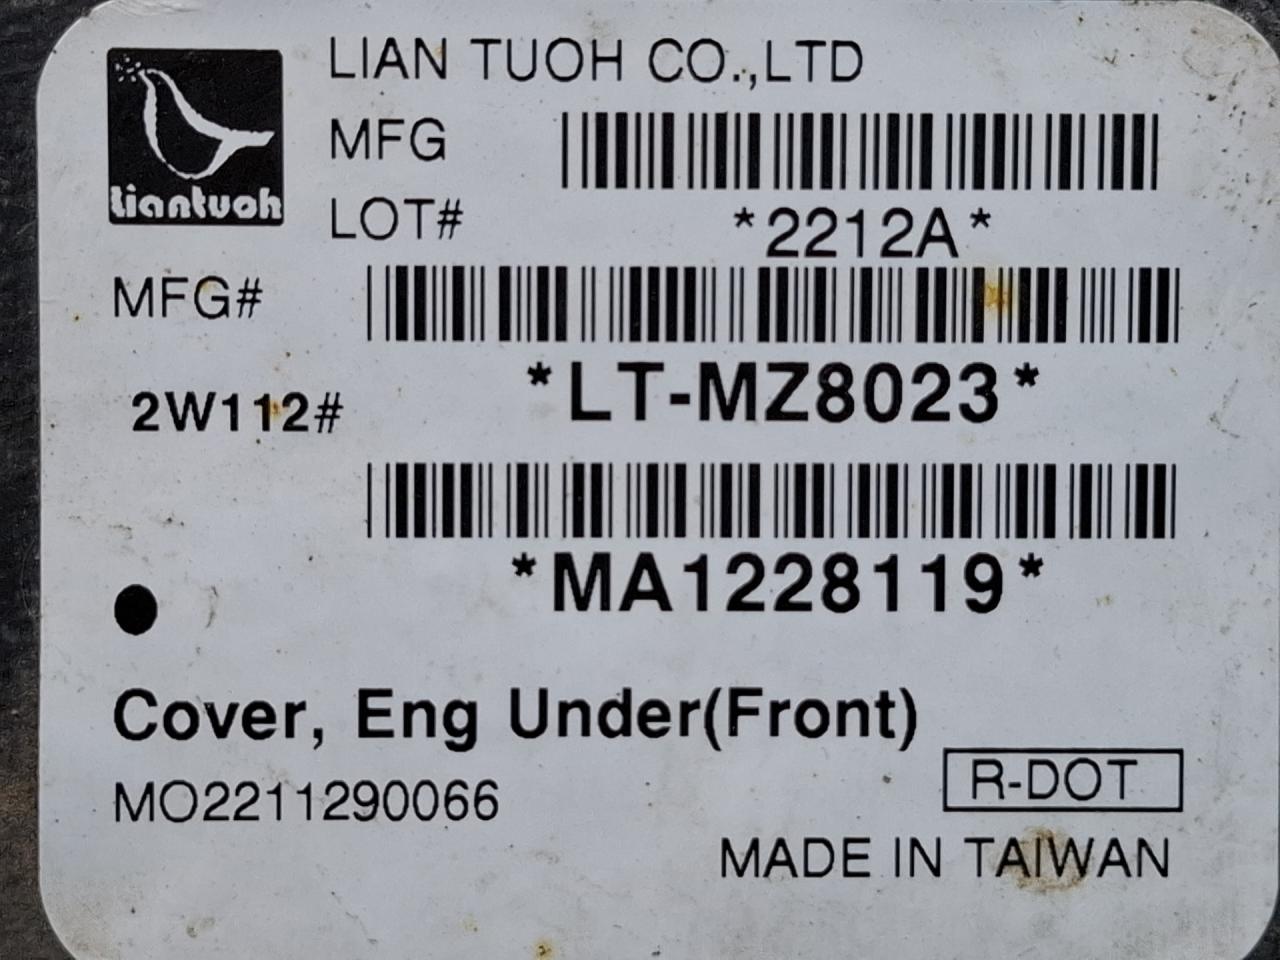 liantuoh
LIAN TUOH CO.,LTD
MFG
LOT#
*2212A*
MFG#
*LT-MZ8023*
2W112#
*MA1228119*
Cover, Eng Under(Front)
MO2211290066
R-DOT
MADE IN TAIWAN